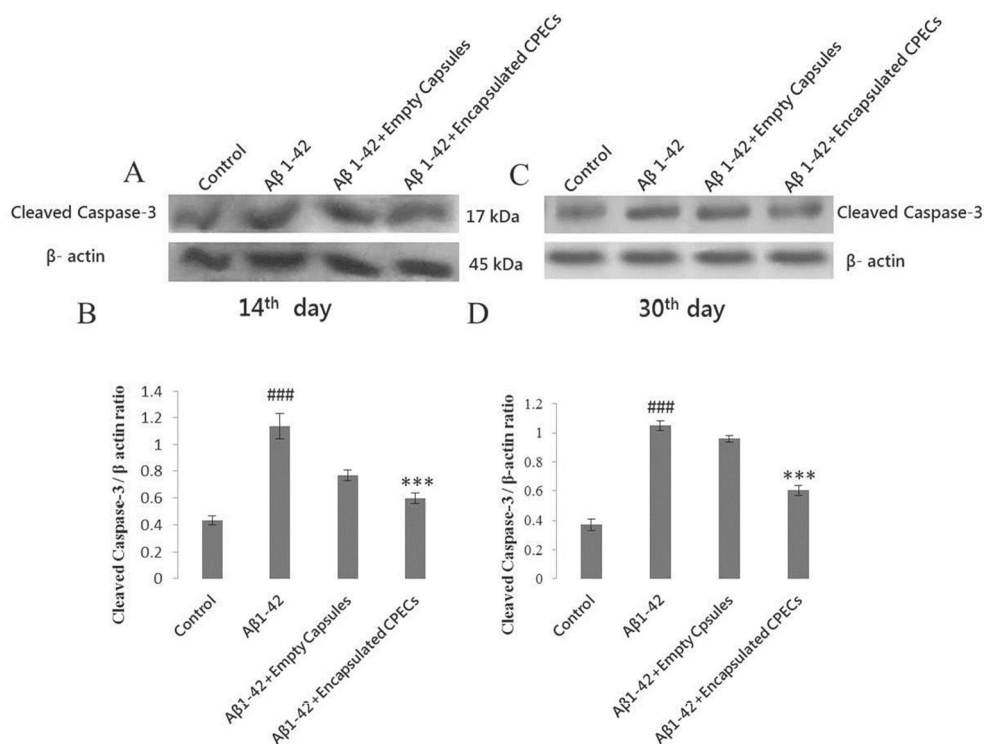 A
Control
Aβ 1-42
Aβ 1-42+Empty Capsules
Aβ 1-42+Encapsulated CPECs
Cleaved Caspase-3
17 kDa
β- actin
45 kDa
14th day
C
Control
Aβ 1-42
Aβ 1-42+Empty Capsules
Aβ 1-42+Encapsulated CPECs
Cleaved Caspase-3
β- actin
30th day
B
Cleaved Caspase-3 / β actin ratio
1.4
1.2
1
0.8
0.6
0.4
0.2
0
###
***
Control
Aβ1-42
Aβ1-42+Empty Capsules
Aβ1-42+Encapsulated CPECs
D
Cleaved Caspase-3 / β-actin ratio
1.2
1
0.8
0.6
0.4
0.2
0
###
***
Control
Aβ1-42
Aβ1-42+Empty Cpsules
Aβ1-42+Encapsulated CPECs